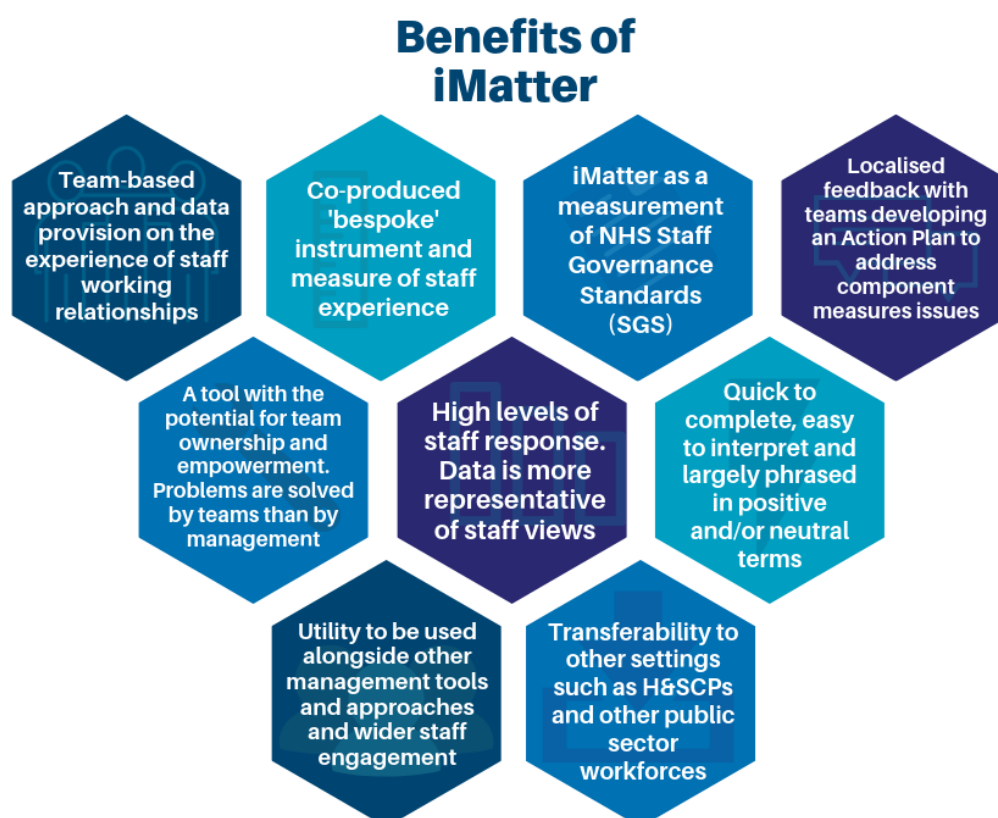 Benefits of
iMatter
Team-based
approach and data
provision on the
experience of staff
working
relationships
Co-produced
'bespoke'
instrument and
measure of staff
experience
iMatter as a
measurement
of NHS Staff
Governance
Standards
(SGS)
Localised
feedback with
teams developing
an Action Plan to
address
component
measures issues
A tool with the
potential for team
ownership and
empowerment.
Problems are solved
by teams than by
management
High levels of
staff response.
Data is more
representative
of staff views
Quick to
complete, easy
to interpret and
largely phrased
in positive
and/or neutral
terms
Utility to be used
alongside other
management tools
and approaches
and wider staff
engagement
Transferability to
other settings
such as H&SCPs
and other public
sector
workforces